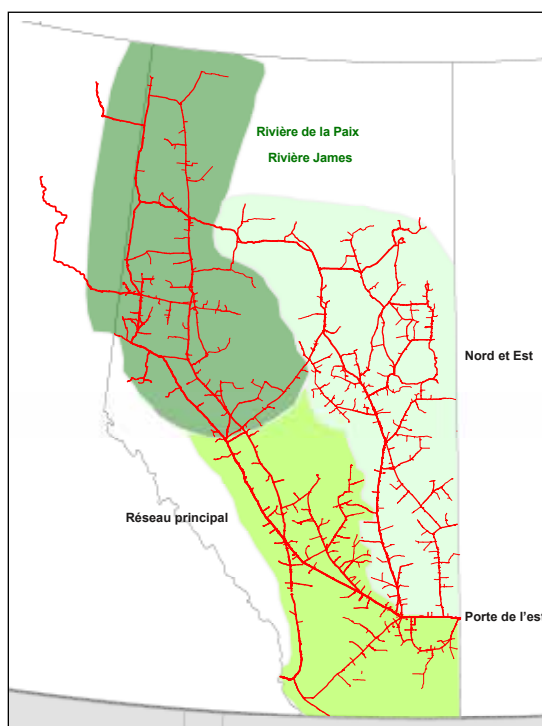 Rivière de la Paix
Rivière James
Nord et Est
Réseau principal
Porte de l'est